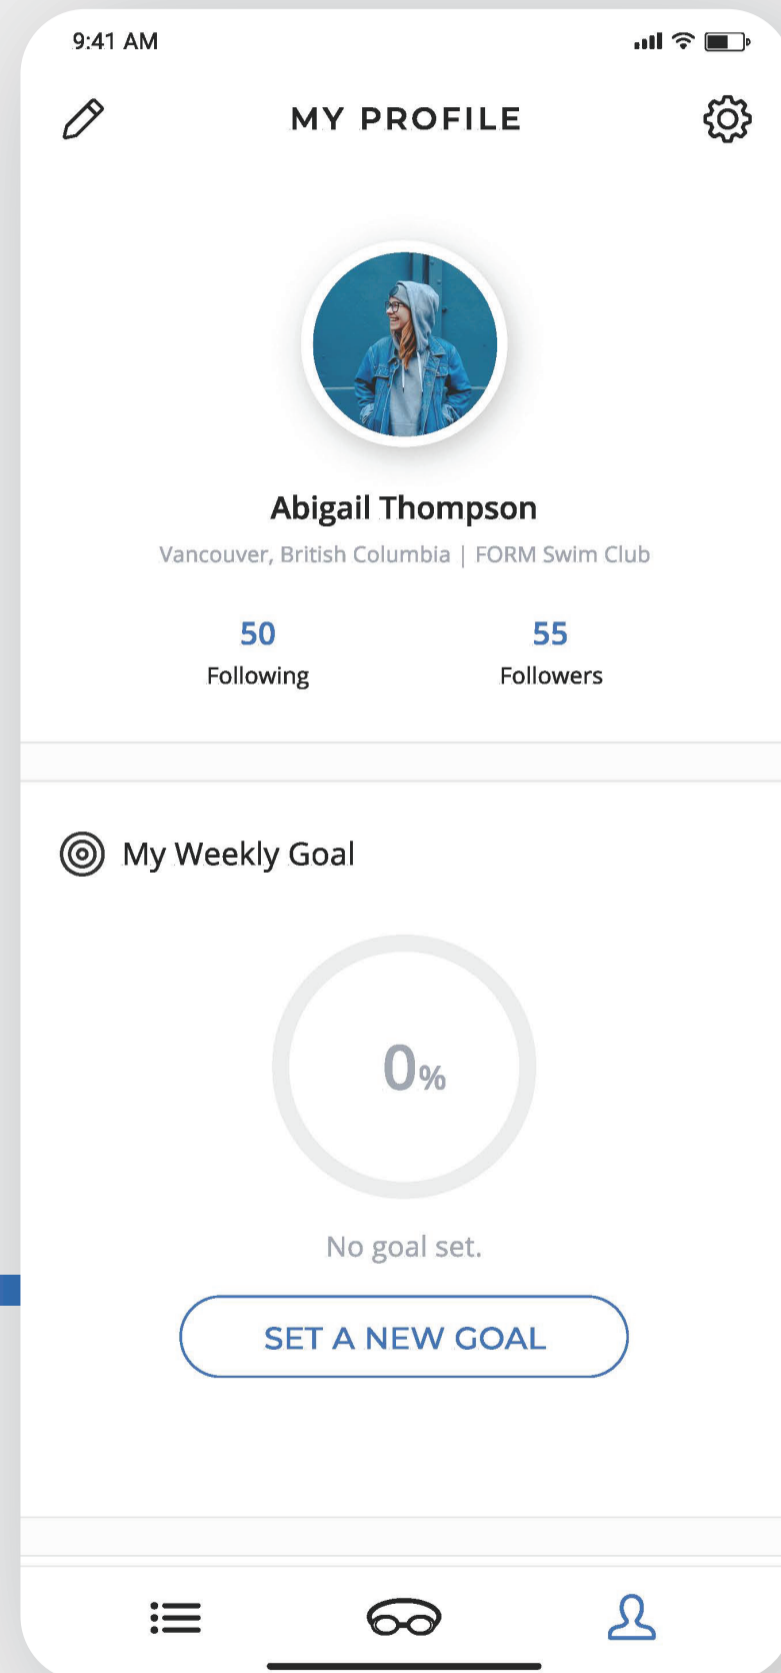 9:41 AM
MY PROFILE
Abigail Thompson
Vancouver, British Columbia | FORM Swim Club
50 55
Following Followers
My Weekly Goal
0%
No goal set.
SET A NEW GOAL